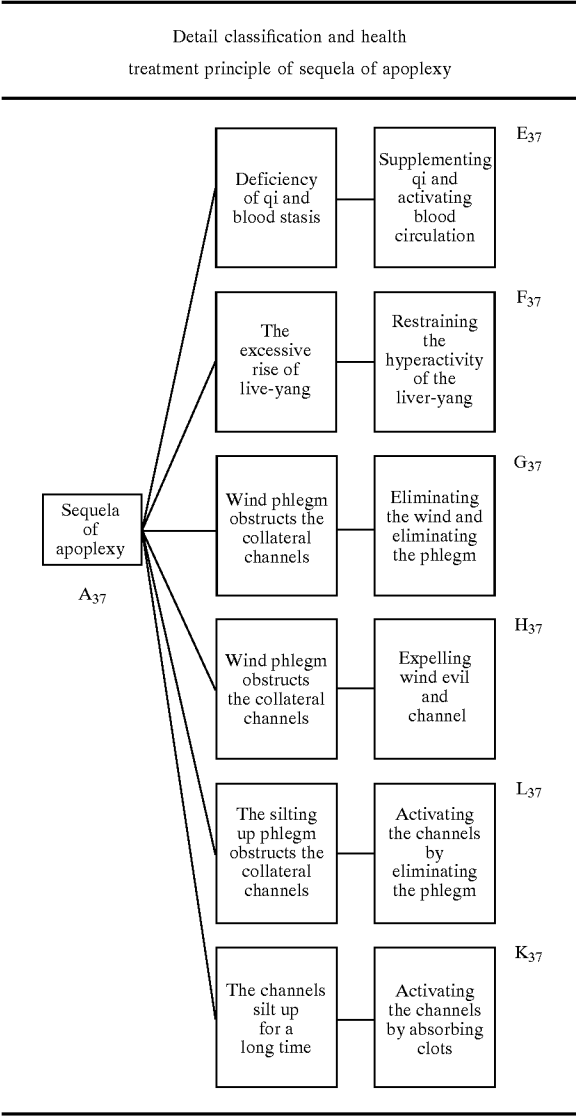 Detail classification and health
treatment principle of sequela of apoplexy
E37
Deficiency
of qi and
blood stasis
Supplementing
qi and
activating
blood
circulation
F37
The
excessive
rise of
live-yang
Restraining
the
hyperactivity
of the
liver-yang
G37
Wind phlegm
obstructs the
collateral
channels
Eliminating
the wind and
eliminating
the phlegm
Sequela
of
apoplexy
A37
H37
Wind phlegm
obstructs
the collateral
channels
Expelling
wind evil
and
channel
L37
The silting
up phlegm
obstructs the
collateral
channels
Activating
the channels
by
eliminating
the phlegm
K37
The channels
silt up
for a
long time
Activating
the channels
by absorbing
clots